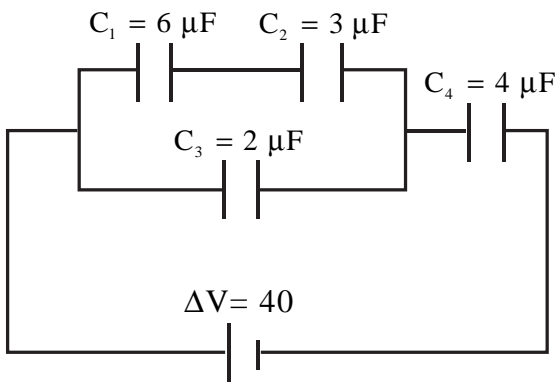 C₁ = 6 μF
C₂ = 3 μF
C₄ = 4 μF
C₃ = 2 μF
ΔV= 40